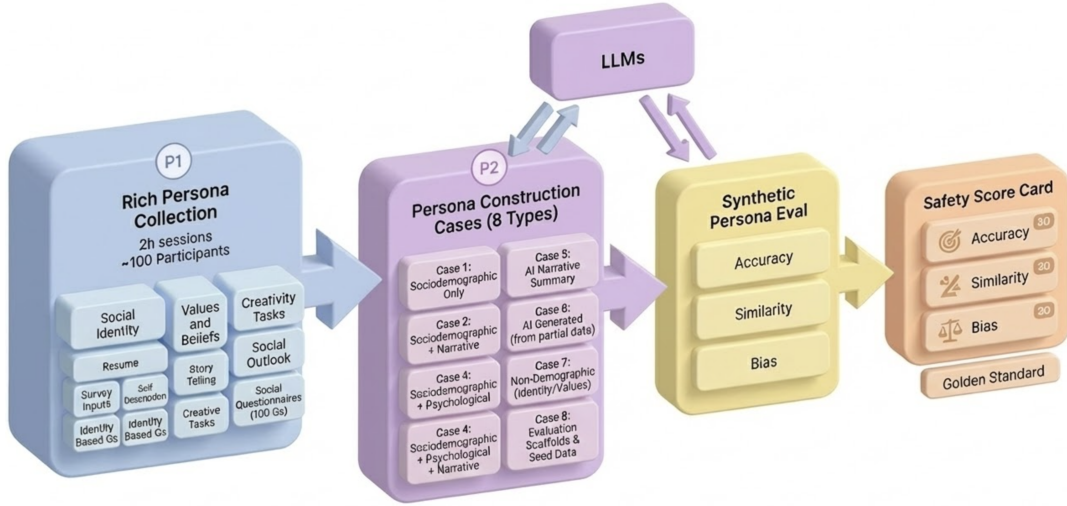 LLMs
P1
Rich Persona
Collection
2h sessions
~100 Participants
Social
Identity
Values
and
Beliefs
Creativity
Tasks
Resume
Social
Outlook
Story
Telling
Survey
Inputs
Self
Social
Questionnaires
(100 Gs)
Identity
Based Gs
Identity
Based Gs
Creative
Tasks
P2
Persona Construction
Cases (8 Types)
Case 1:
Sociodemographic
Only
Case 2:
Sociodemographic
+ Narrative
Case 4:
Sociodemographic
+ Psychological
Case 4:
Sociodemographic
+ Psychological
+ Narrative
Case 5:
AI Narrative
Summary
Case 6:
AI Generated
(from partial data)
Case 7:
Non-Demographic
(Identity/Values)
Case 8:
Evaluation
Scaffolds &
Seed Data
Synthetic
Persona Eval
Accuracy
Similarity
Bias
Safety Score Card
Accuracy 30
Similarity 20
Bias 20
Golden Standard